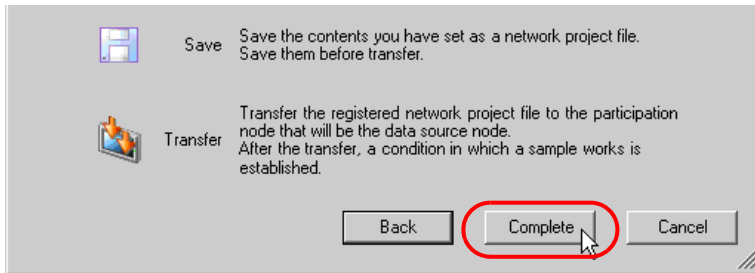 Save Save the contents you have set as a network project file.
Save them before transfer.
Transfer the registered network project file to the participation
Transfer node that will be the data source node.
After the transfer, a condition in which a sample works is
established.
Back Complete Cancel